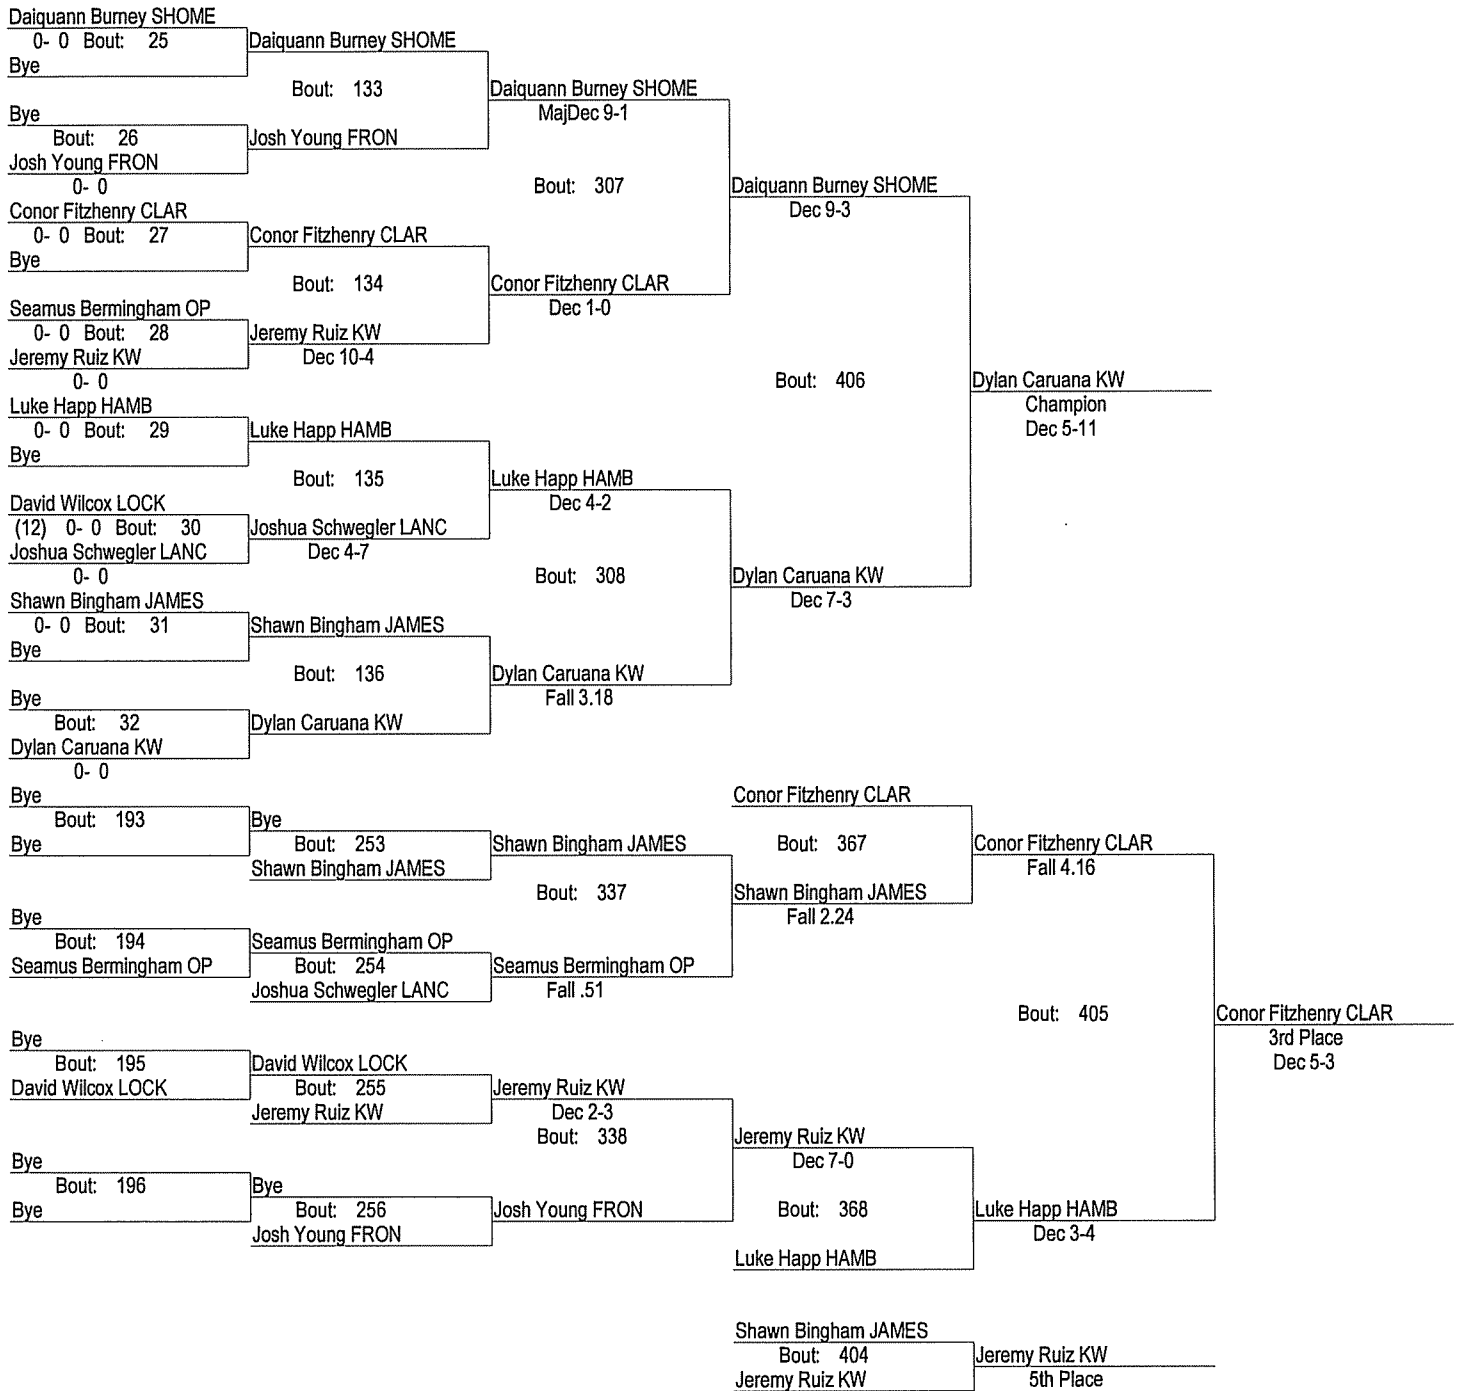 Daiquann Burney SHOME
0- 0 Bout: 25
Bye
Daiquann Burney SHOME
Bout: 133
Bye
Bout: 26
Josh Young FRON
0- 0
Josh Young FRON
Daiquann Burney SHOME
MajDec 9-1
Bout: 307
Conor Fitzhenry CLAR
0- 0 Bout: 27
Bye
Conor Fitzhenry CLAR
Bout: 134
Seamus Bermingham OP
0- 0 Bout: 28
Jeremy Ruiz KW
0- 0
Jeremy Ruiz KW
Dec 10-4
Conor Fitzhenry CLAR
Dec 1-0
Daiquann Burney SHOME
Dec 9-3
Bout: 406
Luke Happ HAMB
0- 0 Bout: 29
Bye
Luke Happ HAMB
Bout: 135
David Wilcox LOCK
(12) 0- 0 Bout: 30
Joshua Schwegler LANC
0- 0
Joshua Schwegler LANC
Dec 4-7
Luke Happ HAMB
Dec 4-2
Bout: 308
Shawn Bingham JAMES
0- 0 Bout: 31
Bye
Shawn Bingham JAMES
Bout: 136
Bye
Bout: 32
Dylan Caruana KW
0- 0
Dylan Caruana KW
Dylan Caruana KW
Fall 3.18
Dylan Caruana KW
Dec 7-3
Dylan Caruana KW
Champion
Dec 5-11
Bye
Bout: 193
Bye
Bye
Bout: 253
Shawn Bingham JAMES
Shawn Bingham JAMES
Bout: 337
Bye
Bout: 194
Seamus Bermingham OP
Seamus Bermingham OP
Bout: 254
Joshua Schwegler LANC
Seamus Bermingham OP
Fall .51
Conor Fitzhenry CLAR
Bout: 367
Shawn Bingham JAMES
Fall 2.24
Conor Fitzhenry CLAR
Fall 4.16
Bout: 405
Bye
Bout: 195
David Wilcox LOCK
David Wilcox LOCK
Bout: 255
Jeremy Ruiz KW
Jeremy Ruiz KW
Dec 2-3
Bout: 338
Bye
Bout: 196
Bye
Bye
Bout: 256
Josh Young FRON
Josh Young FRON
Jeremy Ruiz KW
Dec 7-0
Bout: 368
Luke Happ HAMB
Luke Happ HAMB
Dec 3-4
Conor Fitzhenry CLAR
3rd Place
Dec 5-3
Shawn Bingham JAMES
Bout: 404
Jeremy Ruiz KW
Jeremy Ruiz KW
5th Place